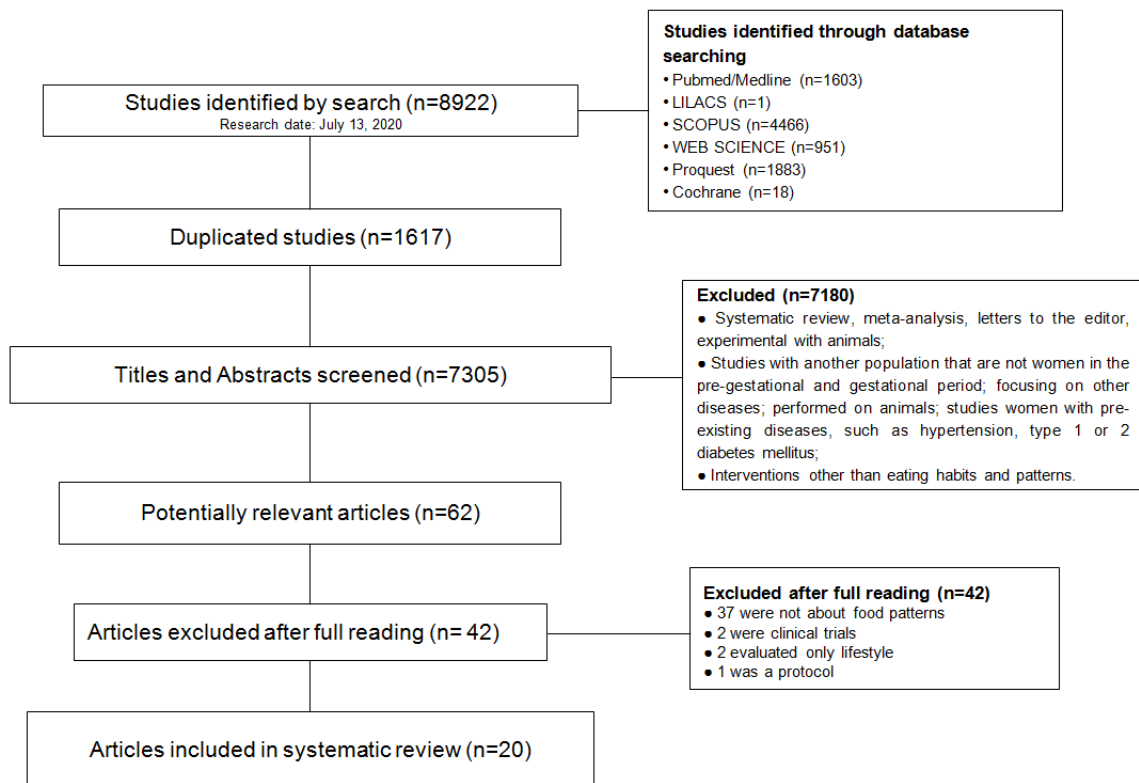 Studies identified through database
searching
• Pubmed/Medline (n=1603)
• LILACS (n=1)
• SCOPUS (n=4466)
• WEB SCIENCE (n=951)
• Proquest (n=1883)
• Cochrane (n=18)
Studies identified by search (n=8922)
Research date: July 13, 2020
Duplicated studies (n=1617)
Excluded (n=7180)
● Systematic review, meta-analysis, letters to the editor,
experimental with animals;
● Studies with another population that are not women in the
pre-gestational and gestational period; focusing on other
diseases; performed on animals; studies women with pre-
existing diseases, such as hypertension, type 1 or 2
diabetes mellitus;
● Interventions other than eating habits and patterns.
Titles and Abstracts screened (n=7305)
Potentially relevant articles (n=62)
Excluded after full reading (n=42)
● 37 were not about food patterns
● 2 were clinical trials
● 2 evaluated only lifestyle
● 1 was a protocol
Articles excluded after full reading (n= 42)
Articles included in systematic review (n=20)